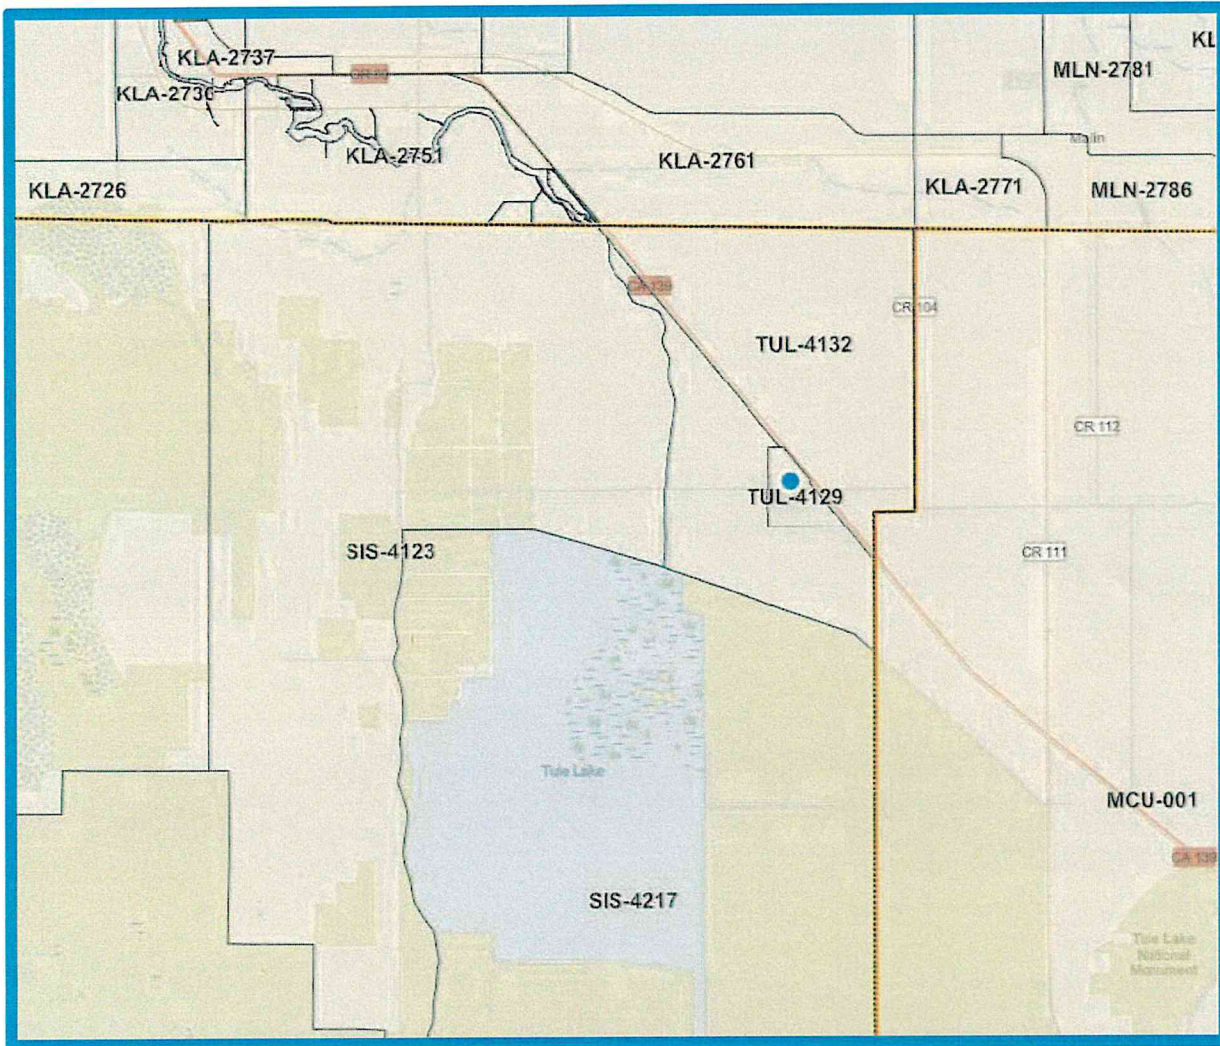 KL
KLA-2737
MLN-2781
KLA-2736
Malin
KLA-2751
KLA-2761
KLA-2726
KLA-2771
MLN-2786
CA 139
CR 104
TUL-4132
CR 112
TUL-4129
SIS-4123
CR 111
Tule Lake
MCU-001
CA 139
SIS-4217
Tule Lake
National
Monument